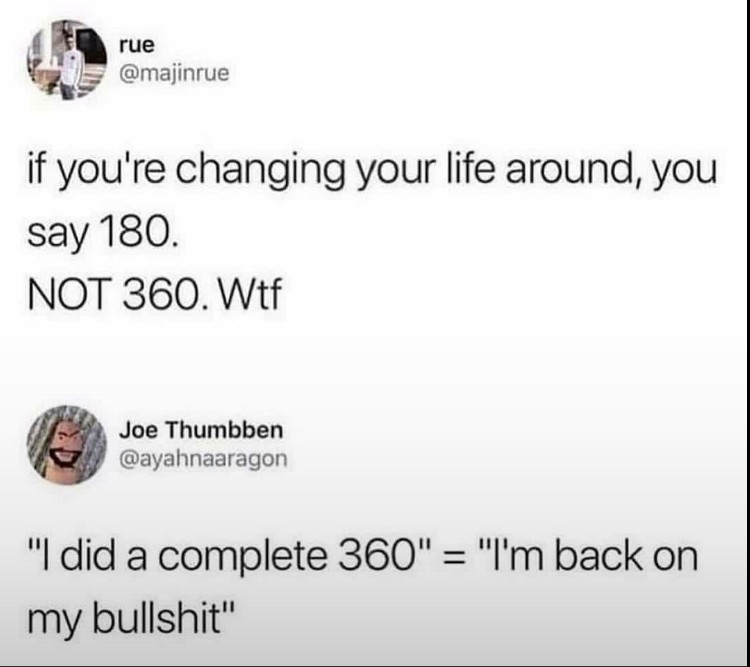 rue
@majinrue
if you're changing your life around, you
say 180.
NOT 360. Wtf
Joe Thumbben
@ayahnaaragon
"I did a complete 360" = "I'm back on
my bullshit"